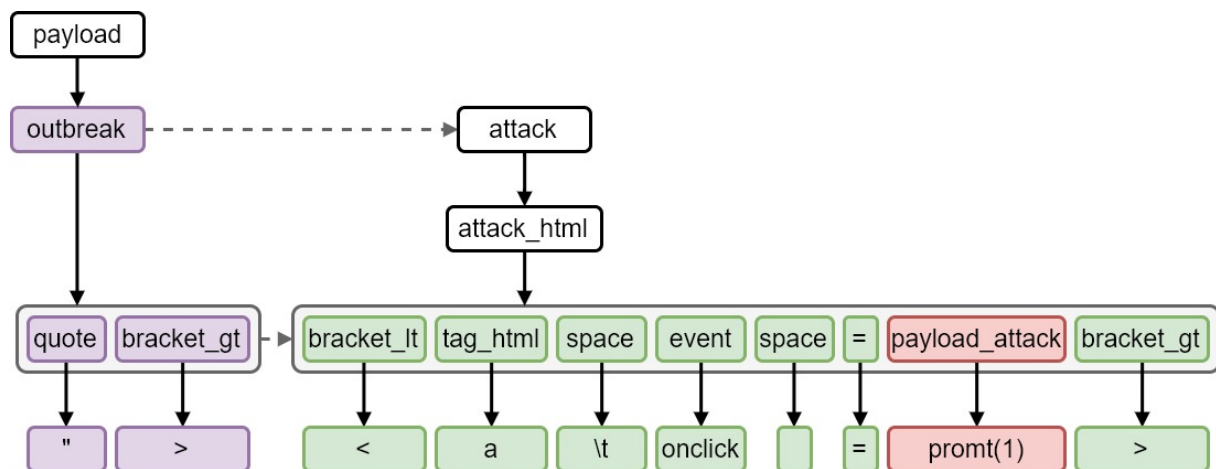 payload
outbreak attack
attack_html
quote bracket_gt bracket_lt tag_html space event space = payload_attack bracket_gt
" > < a \t onclick = promt(1) >